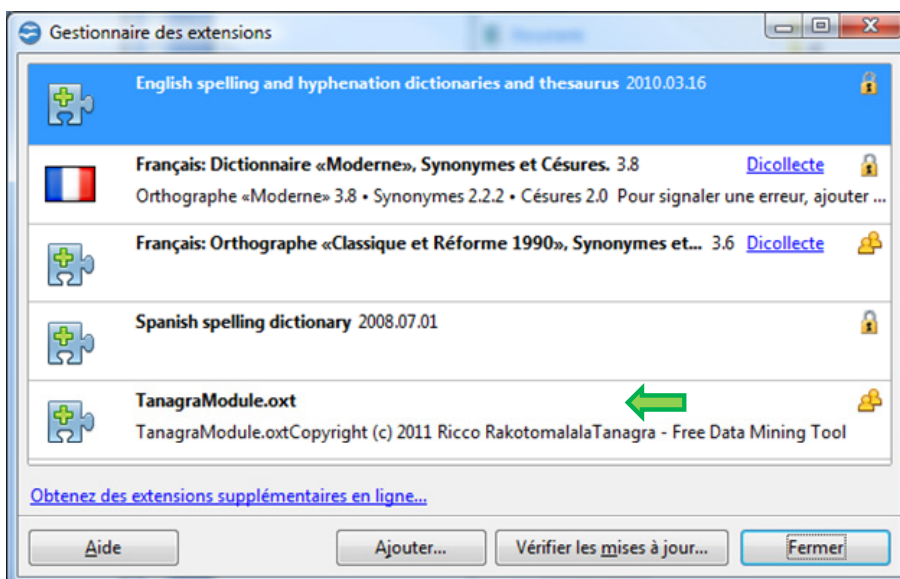 Gestionnaire des extensions
English spelling and hyphenation dictionaries and thesaurus 2010.03.16
Français: Dictionnaire «Moderne», Synonymes et Césures. 3.8 Dicollecte
Orthographe «Moderne» 3.8 • Synonymes 2.2.2 • Césures 2.0 Pour signaler une erreur, ajouter ...
Français: Orthographe «Classique et Réforme 1990», Synonymes et... 3.6 Dicollecte
Spanish spelling dictionary 2008.07.01
TanagraModule.oxt
TanagraModule.oxtCopyright (c) 2011 Ricco RakotomalalaTanagra - Free Data Mining Tool
Obtenez des extensions supplémentaires en ligne...
Aide Ajouter... Vérifier les mises à jour... Fermer